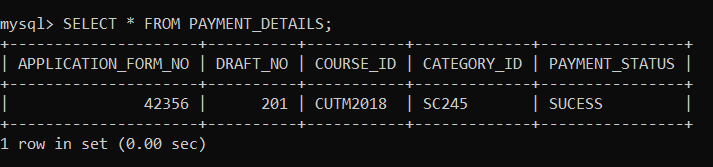 mysql> SELECT * FROM PAYMENT_DETAILS;
+---------------------+----------+-----------+-------------+----------------+
| APPLICATION_FORM_NO | DRAFT_NO | COURSE_ID | CATEGORY_ID | PAYMENT_STATUS |
+---------------------+----------+-----------+-------------+----------------+
|               42356 |      201 | CUTM2018  | SC245       | SUCESS         |
+---------------------+----------+-----------+-------------+----------------+
1 row in set (0.00 sec)